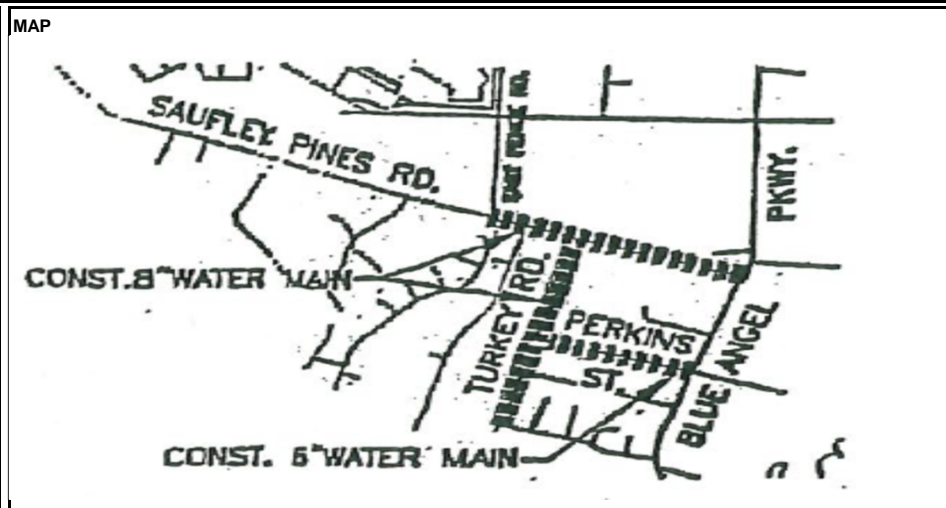 MAP
SAUFLEY PINES RD.
PKWY.
CONST. 8" WATER MAIN
TURKEY RD.
PERKINS
ST.
BLUE ANGEL
CONST. 6" WATER MAIN